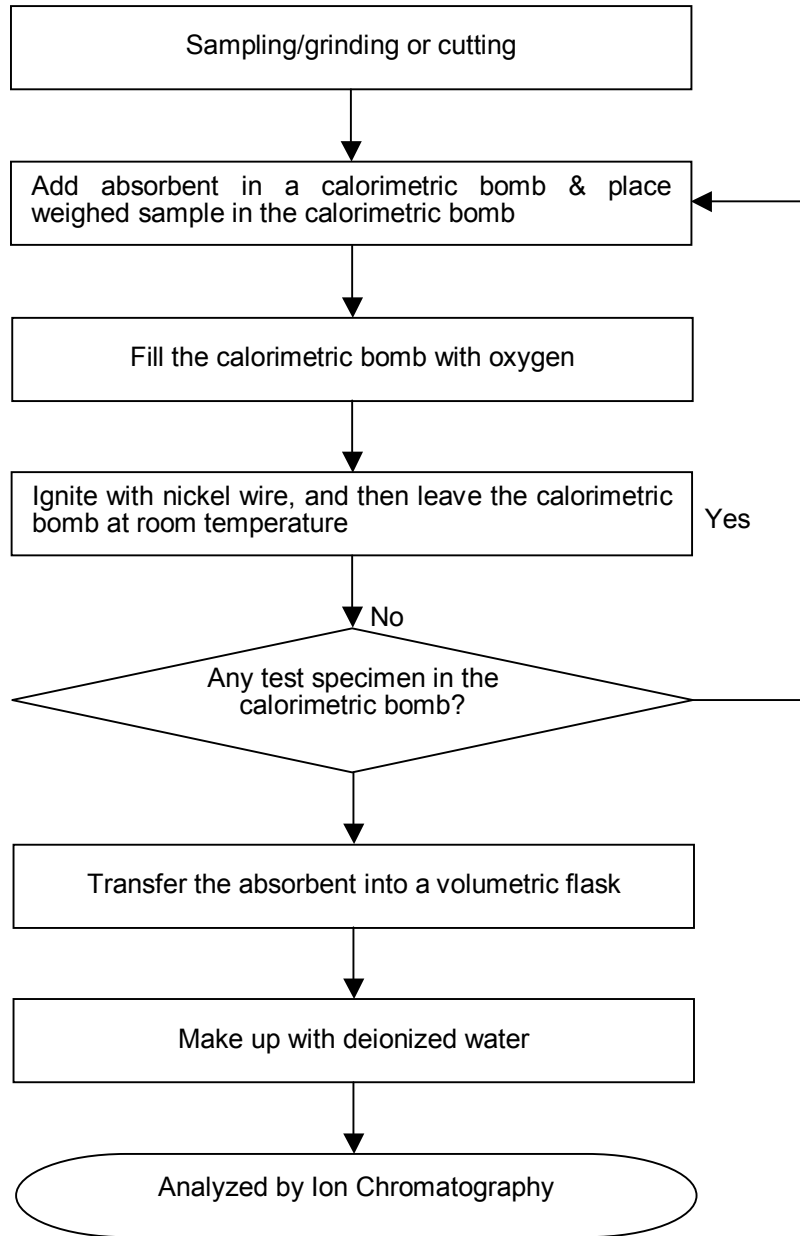 Sampling/grinding or cutting
Add absorbent in a calorimetric bomb & place
weighed sample in the calorimetric bomb
Fill the calorimetric bomb with oxygen
Ignite with nickel wire, and then leave the calorimetric
bomb at room temperature
Yes
No
Any test specimen in the
calorimetric bomb?
Transfer the absorbent into a volumetric flask
Make up with deionized water
Analyzed by Ion Chromatography